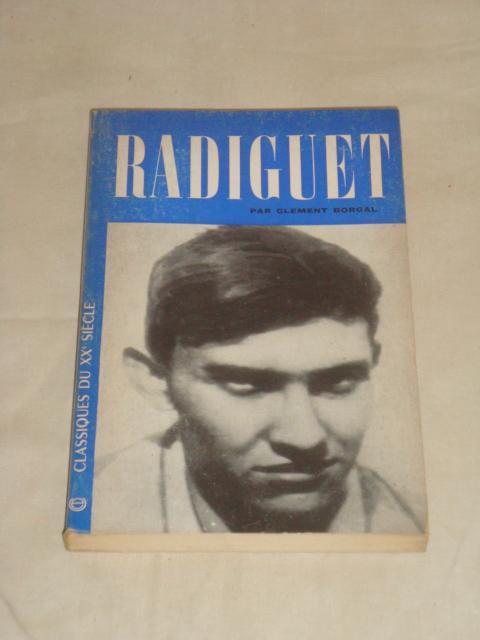 RADIGUET
PAR CLEMENT BORGAL
CLASSIQUES DU XXe SIÈCLE